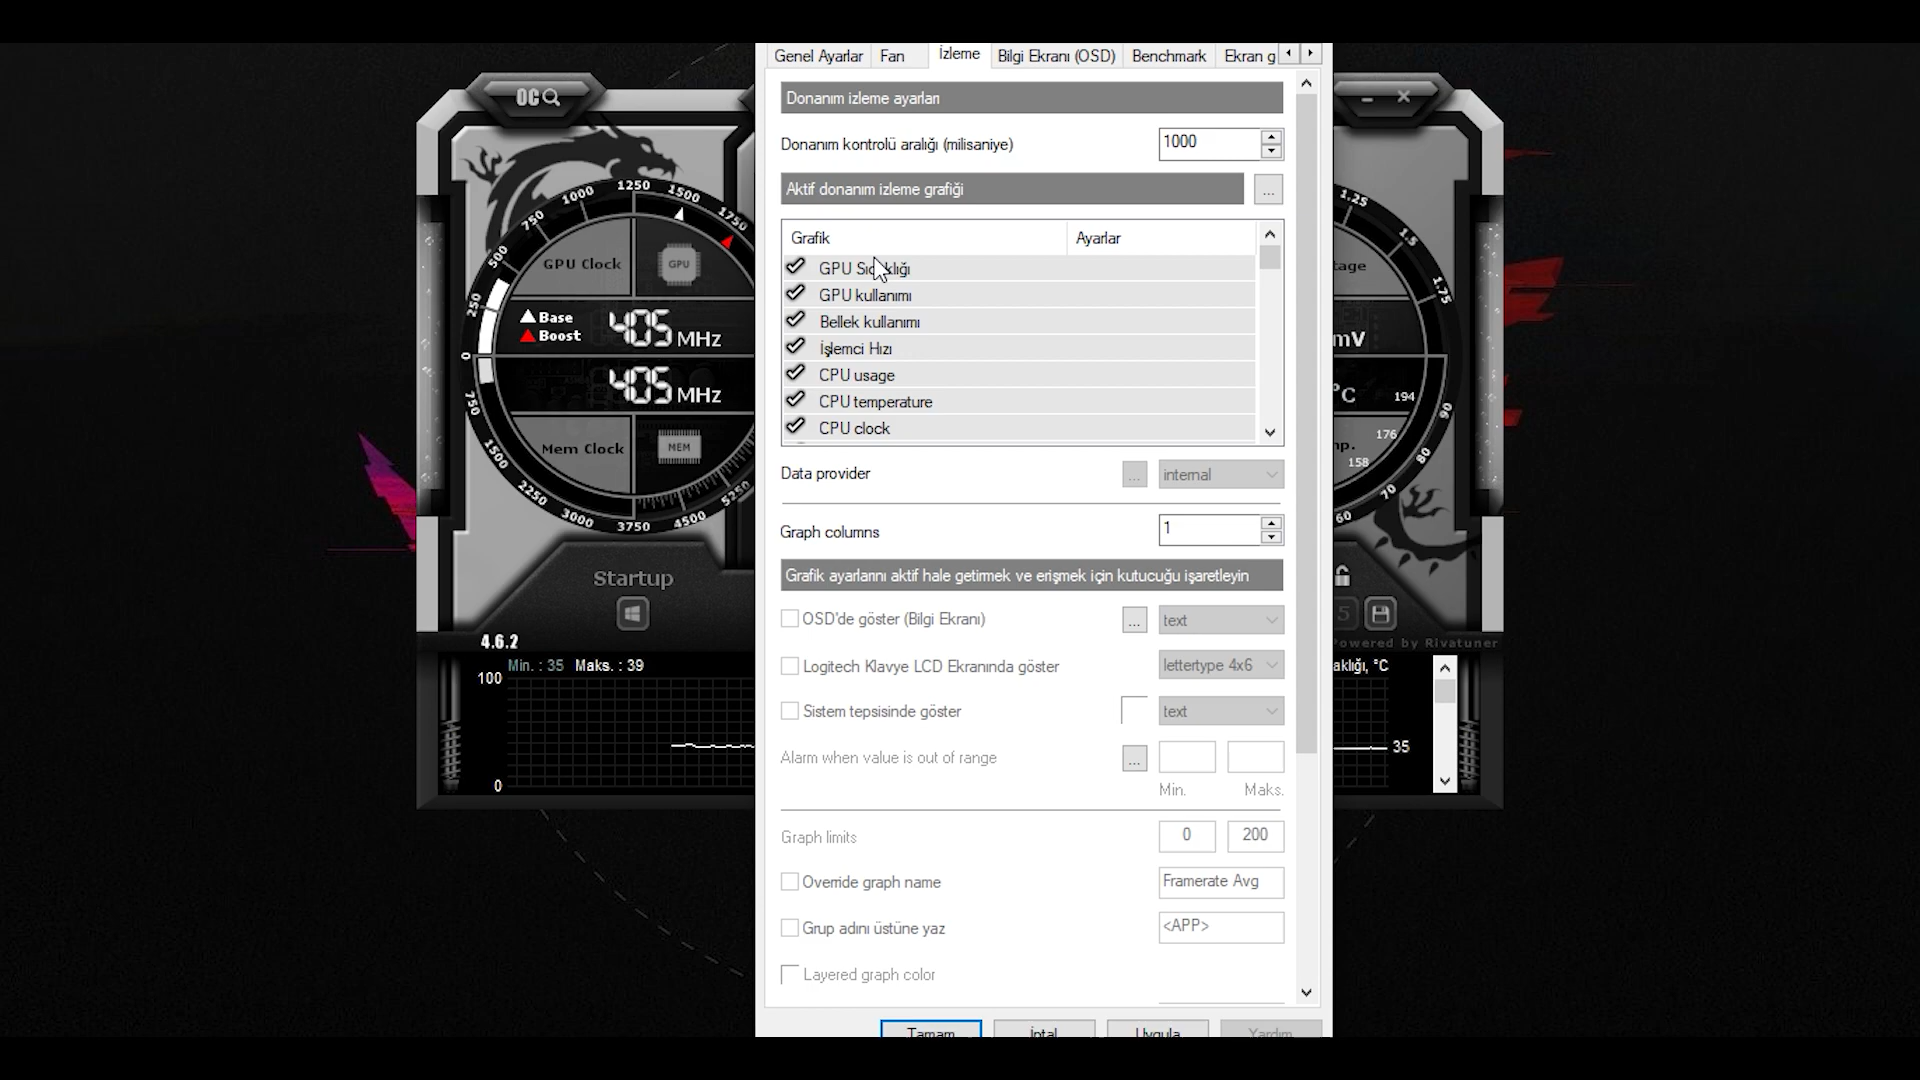 Genel Ayarlar Fan İzleme Bilgi Ekranı (OSD) Benchmark Ekran g
Donanım izleme ayarları
Donanım kontrolü aralığı (milisaniye) 1000
Aktif donanım izleme grafiği ...
Grafik Ayarlar
GPU Sıcaklığı
GPU kullanımı
Bellek kullanımı
İşlemci Hızı
CPU usage
CPU temperature
CPU clock
Data provider ... internal
Graph columns 1
Grafik ayarlarını aktif hale getirmek ve erişmek için kutucuğu işaretleyin
OSD'de göster (Bilgi Ekranı) ... text
Logitech Klavye LCD Ekranında göster lettertype 4x6
Sistem tepsisinde göster text
Alarm when value is out of range ...
Min. Maks.
Graph limits 0 200
Override graph name Framerate Avg
Grup adını üstüne yaz <APP>
Layered graph color
Tamam İptal Uygula Yardım
OC
0 250 500 750 1000 1250 1500 1750
GPU Clock GPU
Base
Boost
405 MHz
405 MHz
Mem Clock MEM
750 1500 2250 3000 3750 4500 5250
Startup
4.6.2
Min. : 35 Maks. : 39
100
0
1.25
1.5
1.75
tage
mV
°C 194
176
158
mp.
90
80
70
60
5
Powered by Rivatuner
aklığı, °C
35